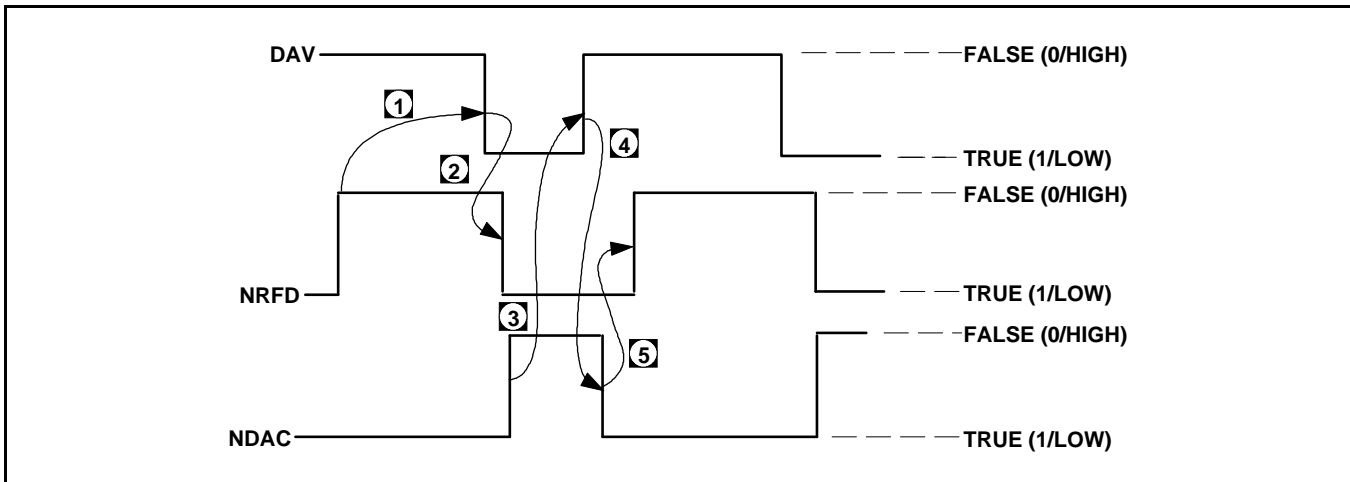 DAV
FALSE (0/HIGH)
1
4
TRUE (1/LOW)
2
FALSE (0/HIGH)
NRFD
TRUE (1/LOW)
3
FALSE (0/HIGH)
5
NDAC
TRUE (1/LOW)